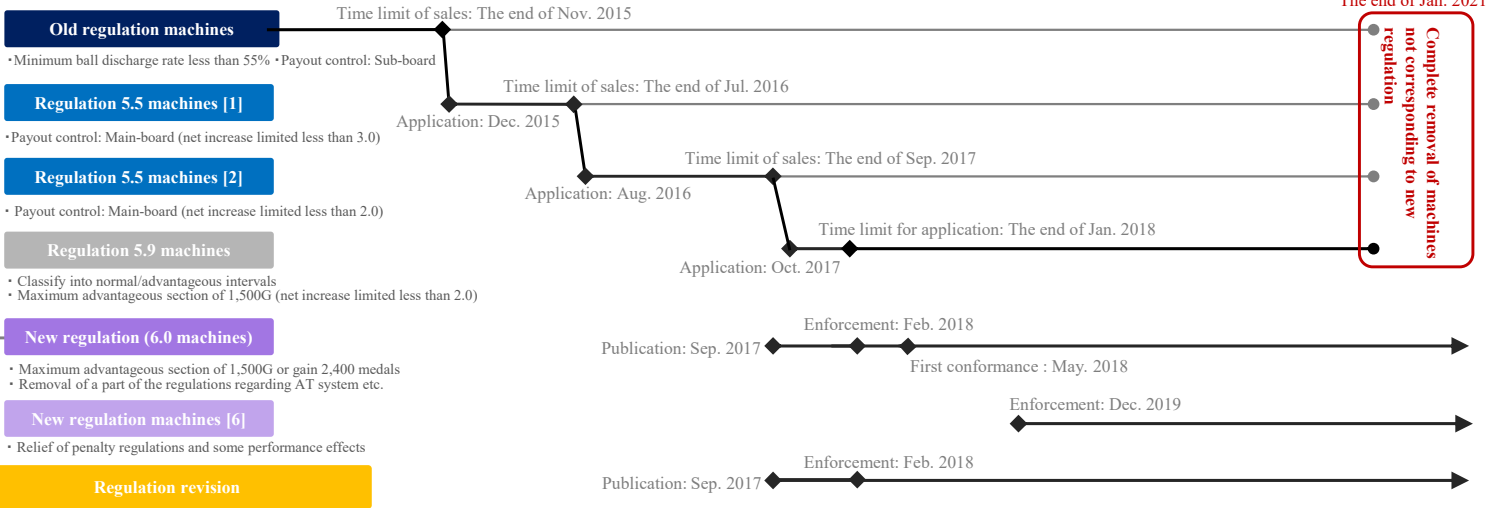 The end of Jan. 2021
Time limit of sales: The end of Nov. 2015
Old regulation machines
・Minimum ball discharge rate less than 55% ・Payout control: Sub-board
Time limit of sales: The end of Jul. 2016
Regulation 5.5 machines [1]
Application: Dec. 2015
・Payout control: Main-board (net increase limited less than 3.0)
Time limit of sales: The end of Sep. 2017
Regulation 5.5 machines [2]
Application: Aug. 2016
・Payout control: Main-board (net increase limited less than 2.0)
Time limit for application: The end of Jan. 2018
Regulation 5.9 machines
Application: Oct. 2017
・Classify into normal/advantageous intervals
・Maximum advantageous section of 1,500G (net increase limited less than 2.0)
Complete removal of machines
not corresponding to new
regulation
Enforcement: Feb. 2018
New regulation (6.0 machines)
Publication: Sep. 2017
First conformance : May. 2018
・Maximum advantageous section of 1,500G or gain 2,400 medals
・Removal of a part of the regulations regarding AT system etc.
Enforcement: Dec. 2019
New regulation machines [6]
・Relief of penalty regulations and some performance effects
Enforcement: Feb. 2018
Regulation revision
Publication: Sep. 2017